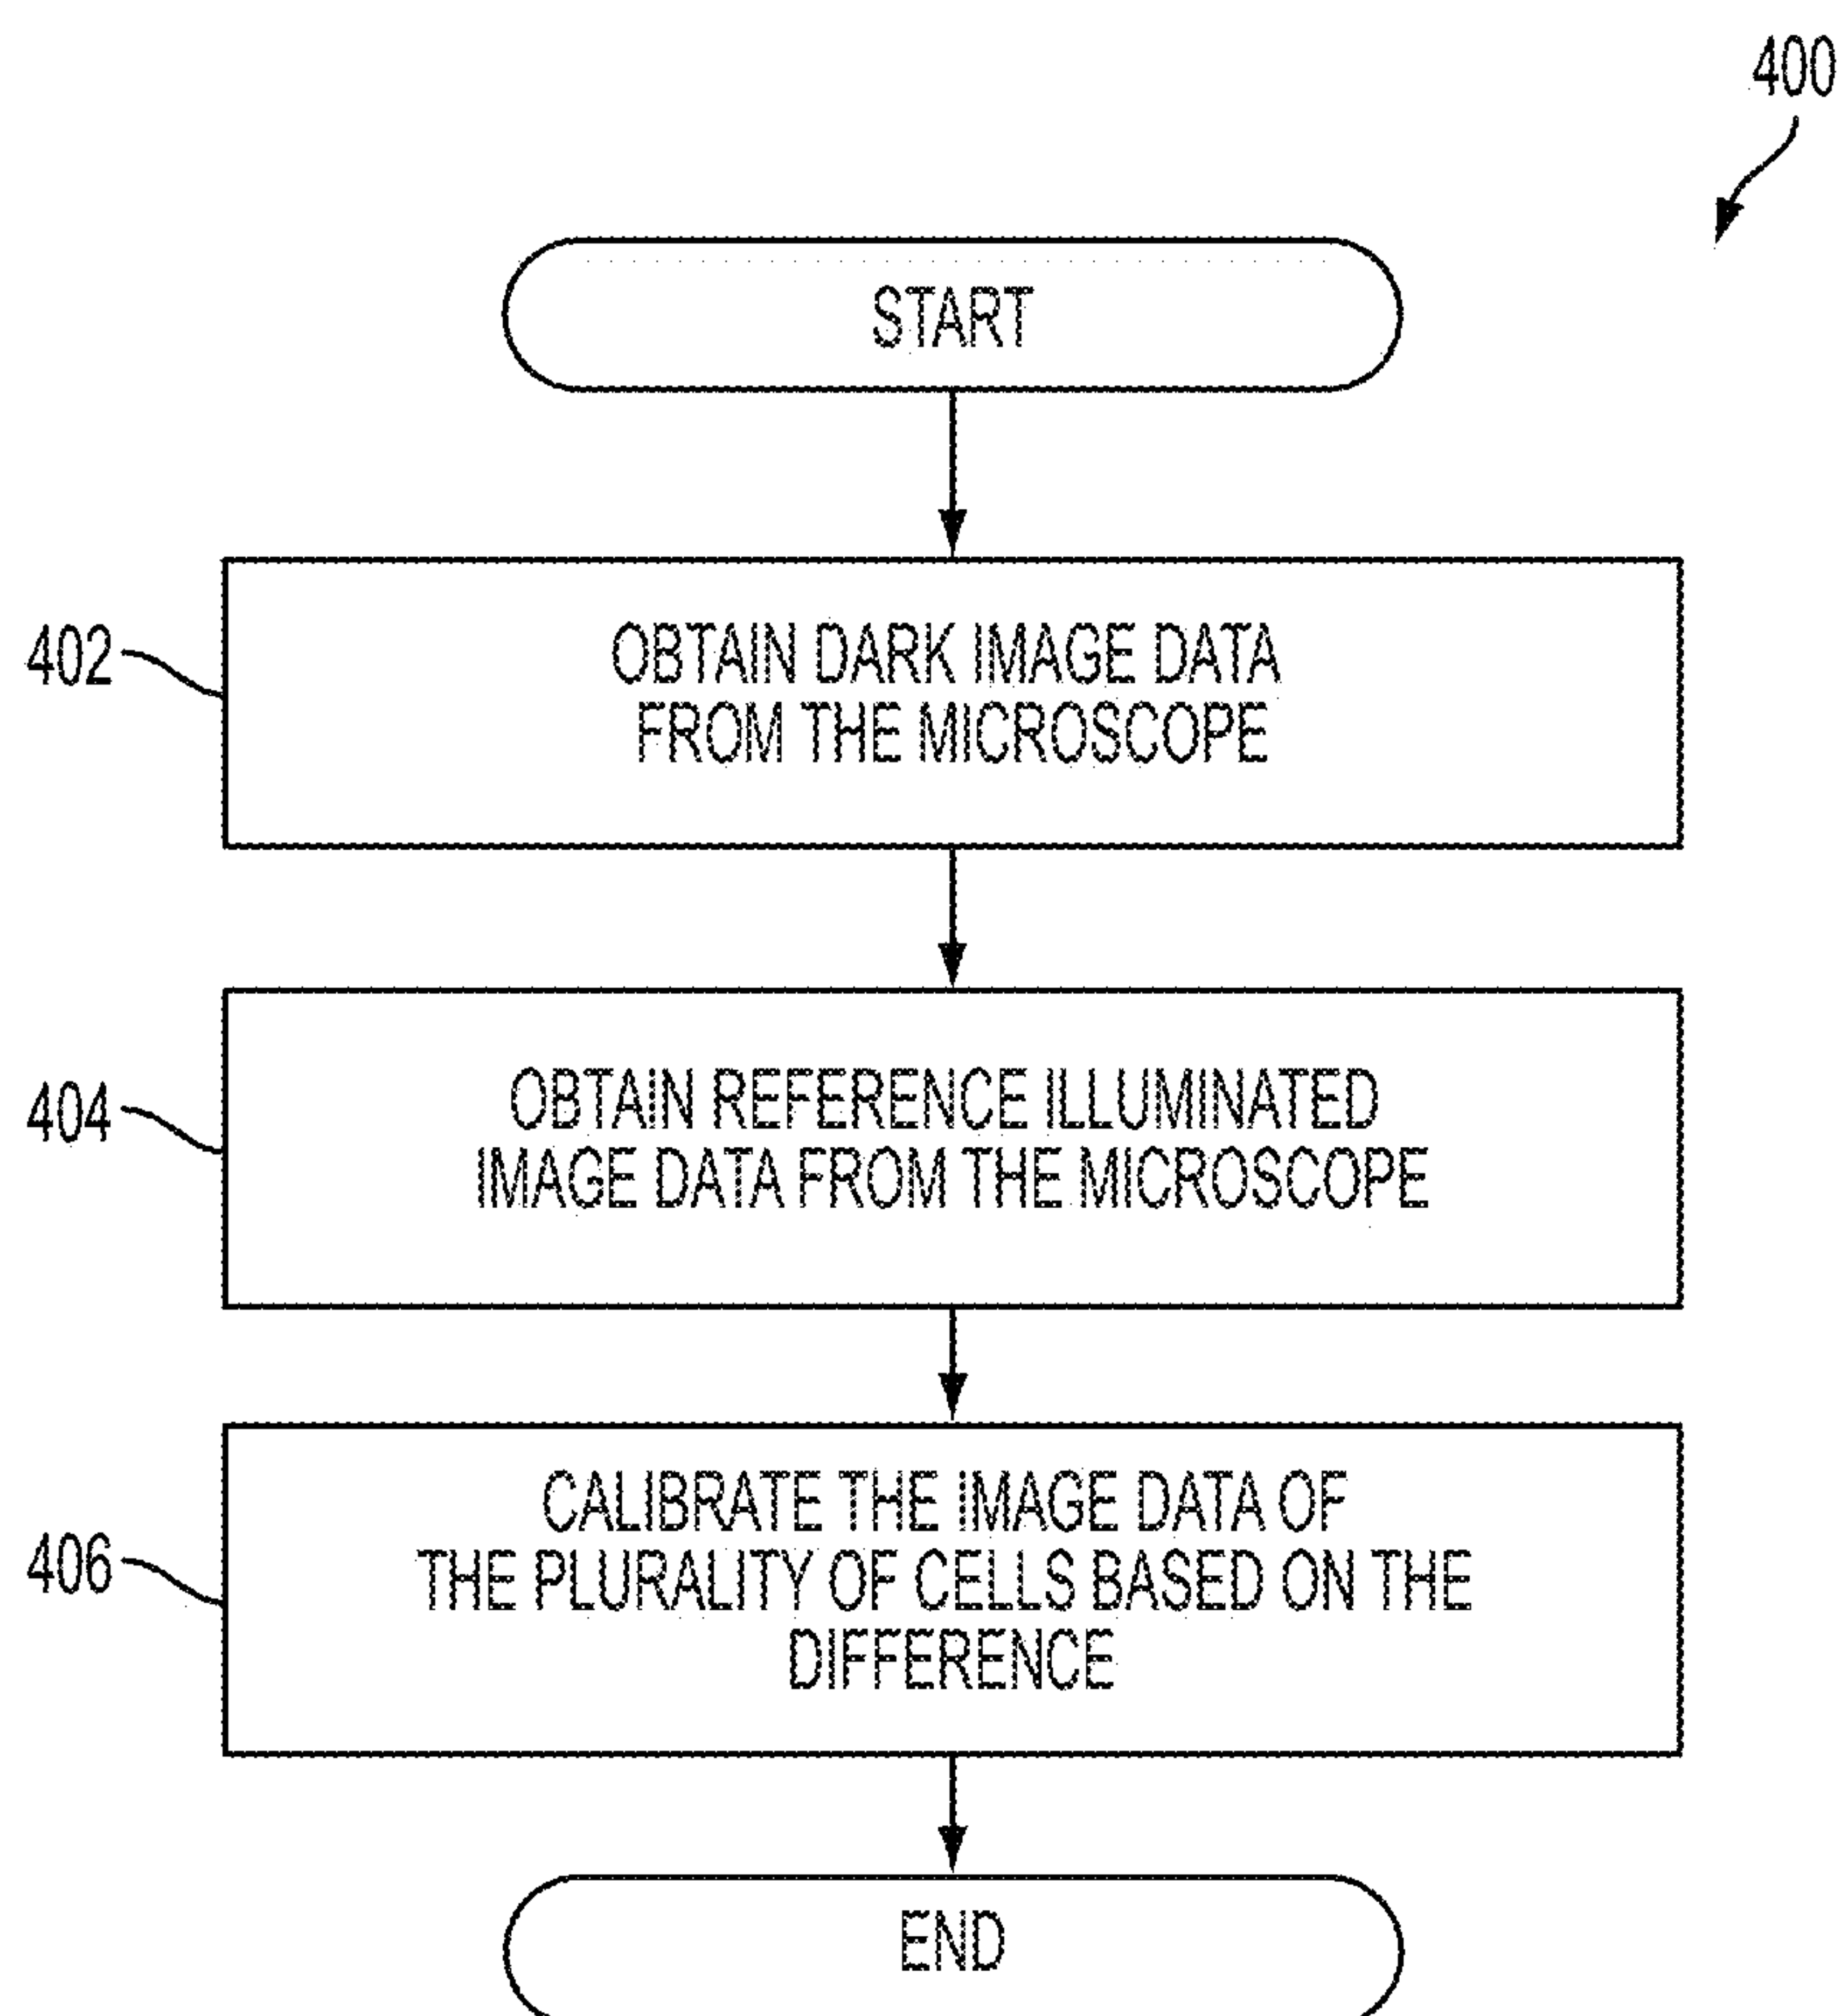 400
START
402
OBTAIN DARK IMAGE DATA
FROM THE MICROSCOPE
404
OBTAIN REFERENCE ILLUMINATED
IMAGE DATA FROM THE MICROSCOPE
406
CALIBRATE THE IMAGE DATA OF
THE PLURALITY OF CELLS BASED ON THE
DIFFERENCE
END